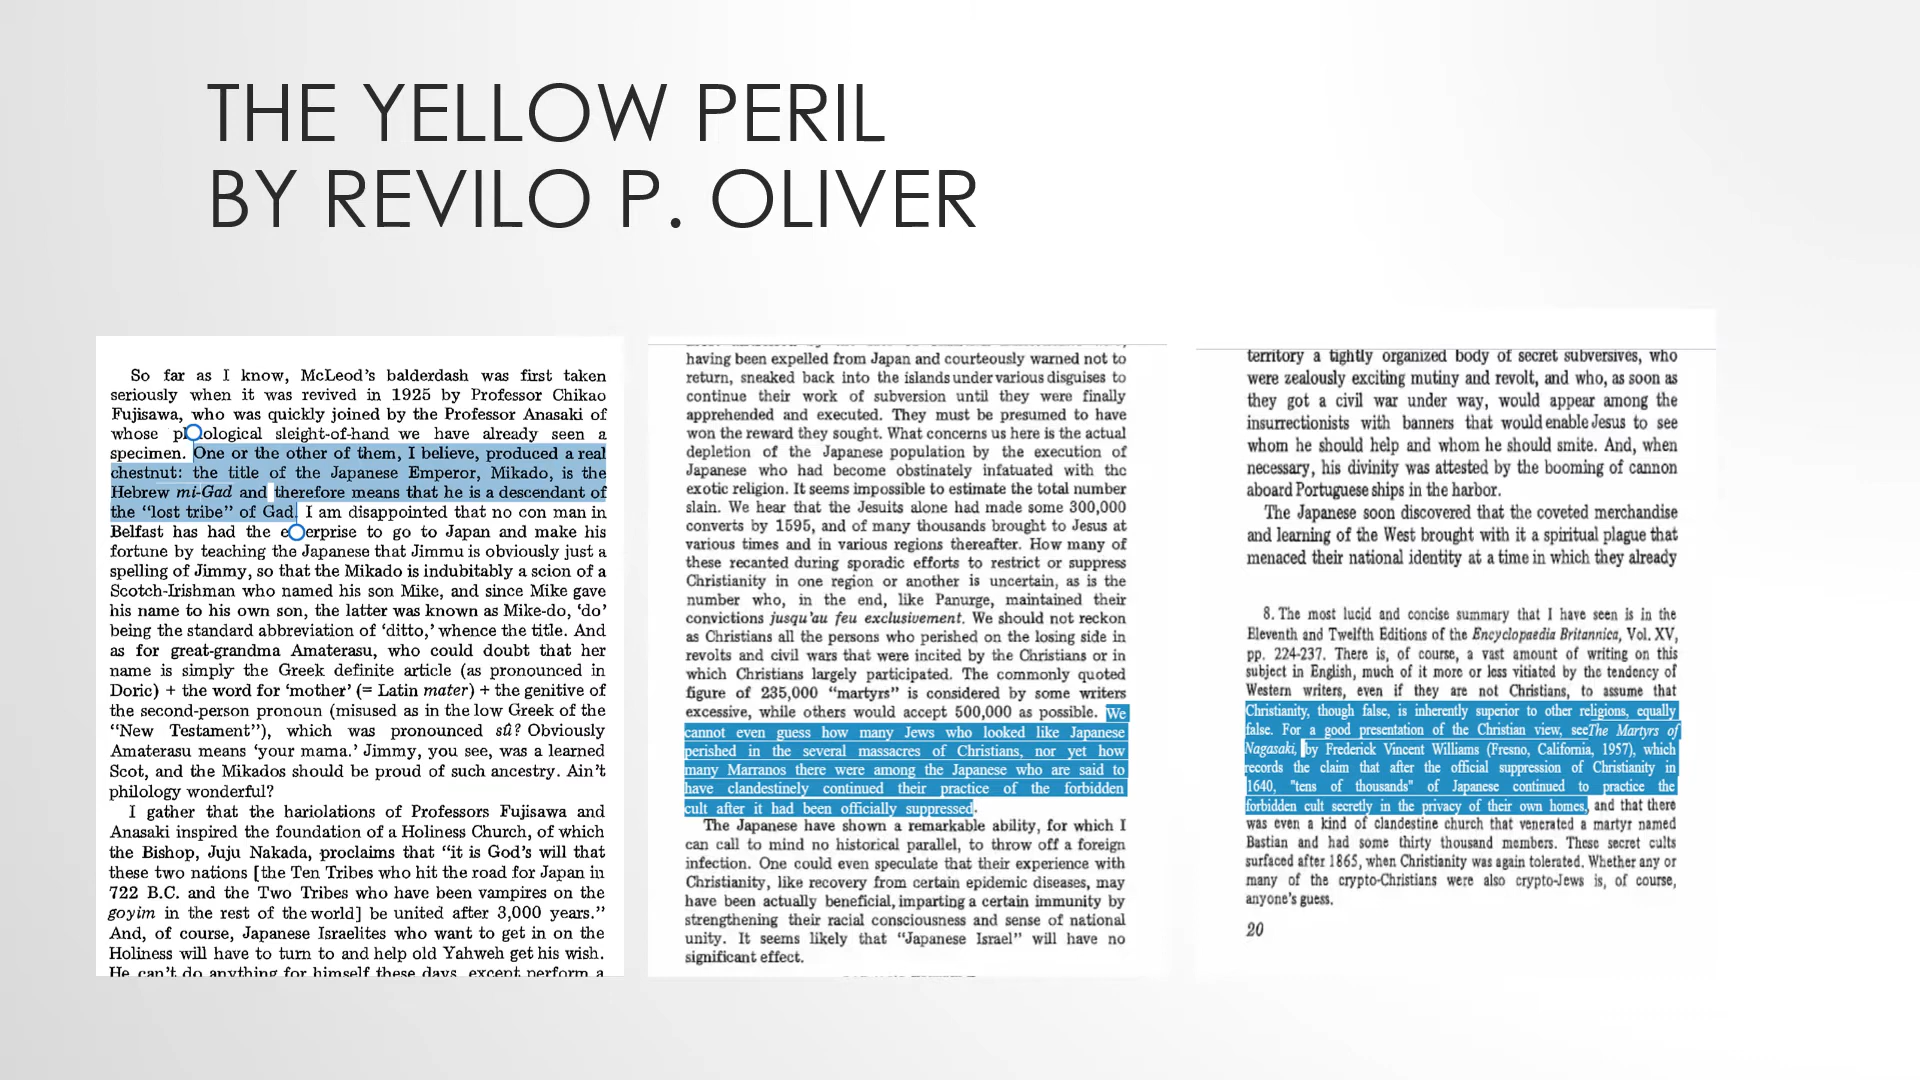 THE YELLOW PERIL
BY REVILO P. OLIVER
So far as I know, McLeod's balderdash was first taken
seriously when it was revived in 1925 by Professor Chikao
Fujisawa, who was quickly joined by the Professor Anasaki of
whose ological sleight-of-hand we have already seen a
specimen. One or the other of them, I believe, produced a real
chestnut: the title of the Japanese Emperor, Mikado, is the
Hebrew mi-Gad and therefore means that he is a descendant of
the “lost tribe” of Gad. I am disappointed that no con man in
Belfast has had the erprise to go to Japan and make his
fortune by teaching the Japanese that Jimmu is obviously just a
spelling of Jimmy, so that the Mikado is indubitably a scion of a
Scotch-Irishman who named his son Mike, and since Mike gave
his name to his own son, the latter was known as Mike-do, ‘do’
being the standard abbreviation of ‘ditto,’ whence the title. And
as for great-grandma Amaterasu, who could doubt that her
name is simply the Greek definite article (as pronounced in
Doric) + the word for ‘mother’ (= Latin mater) + the genitive of
the second-person pronoun (misused as in the low Greek of the
“New Testament”), which was pronounced sû? Obviously
Amaterasu means ‘your mama.’ Jimmy, you see, was a learned
Scot, and the Mikados should be proud of such ancestry. Ain't
philology wonderful?
I gather that the hariolations of Professors Fujisawa and
Anasaki inspired the foundation of a Holiness Church, of which
the Bishop, Juju Nakada, proclaims that “it is God's will that
these two nations [the Ten Tribes who hit the road for Japan in
722 B.C. and the Two Tribes who have been vampires on the
goyim in the rest of the world] be united after 3,000 years.”
And, of course, Japanese Israelites who want to get in on the
Holiness will have to turn to and help old Yahweh get his wish.
He can't do anything for himself these days, except perform a
having been expelled from Japan and courteously warned not to
return, sneaked back into the islands under various disguises to
continue their work of subversion until they were finally
apprehended and executed. They must be presumed to have
won the reward they sought. What concerns us here is the actual
depletion of the Japanese population by the execution of
Japanese who had become obstinately infatuated with the
exotic religion. It seems impossible to estimate the total number
slain. We hear that the Jesuits alone had made some 300,000
converts by 1595, and of many thousands brought to Jesus at
various times and in various regions thereafter. How many of
these recanted during sporadic efforts to restrict or suppress
Christianity in one region or another is uncertain, as is the
number who, in the end, like Panurge, maintained their
convictions jusqu'au feu exclusivement. We should not reckon
as Christians all the persons who perished on the losing side in
revolts and civil wars that were incited by the Christians or in
which Christians largely participated. The commonly quoted
figure of 235,000 “martyrs” is considered by some writers
excessive, while others would accept 500,000 as possible. We
cannot even guess how many Jews who looked like Japanese
perished in the several massacres of Christians, nor yet how
many Marranos there were among the Japanese who are said to
have clandestinely continued their practice of the forbidden
cult after it had been officially suppressed.
The Japanese have shown a remarkable ability, for which I
can call to mind no historical parallel, to throw off a foreign
infection. One could even speculate that their experience with
Christianity, like recovery from certain epidemic diseases, may
have been actually beneficial, imparting a certain immunity by
strengthening their racial consciousness and sense of national
unity. It seems likely that “Japanese Israel” will have no
significant effect.
territory a tightly organized body of secret subversives, who
were zealously exciting mutiny and revolt, and who, as soon as
they got a civil war under way, would appear among the
insurrectionists with banners that would enable Jesus to see
whom he should help and whom he should smite. And, when
necessary, his divinity was attested by the booming of cannon
aboard Portuguese ships in the harbor.
The Japanese soon discovered that the coveted merchandise
and learning of the West brought with it a spiritual plague that
menaced their national identity at a time in which they already
8. The most lucid and concise summary that I have seen is in the
Eleventh and Twelfth Editions of the Encyclopaedia Britannica, Vol. XV,
pp. 224-237. There is, of course, a vast amount of writing on this
subject in English, much of it more or less vitiated by the tendency of
Western writers, even if they are not Christians, to assume that
Christianity, though false, is inherently superior to other religions, equally
false. For a good presentation of the Christian view, seeThe Martyrs of
Nagasaki, by Frederick Vincent Williams (Fresno, California, 1957), which
records the claim that after the official suppression of Christianity in
1640, "tens of thousands" of Japanese continued to practice the
forbidden cult secretly in the privacy of their own homes, and that there
was even a kind of clandestine church that venerated a martyr named
Bastian and had some thirty thousand members. These secret cults
surfaced after 1865, when Christianity was again tolerated. Whether any or
many of the crypto-Christians were also crypto-Jews is, of course,
anyone's guess.
20